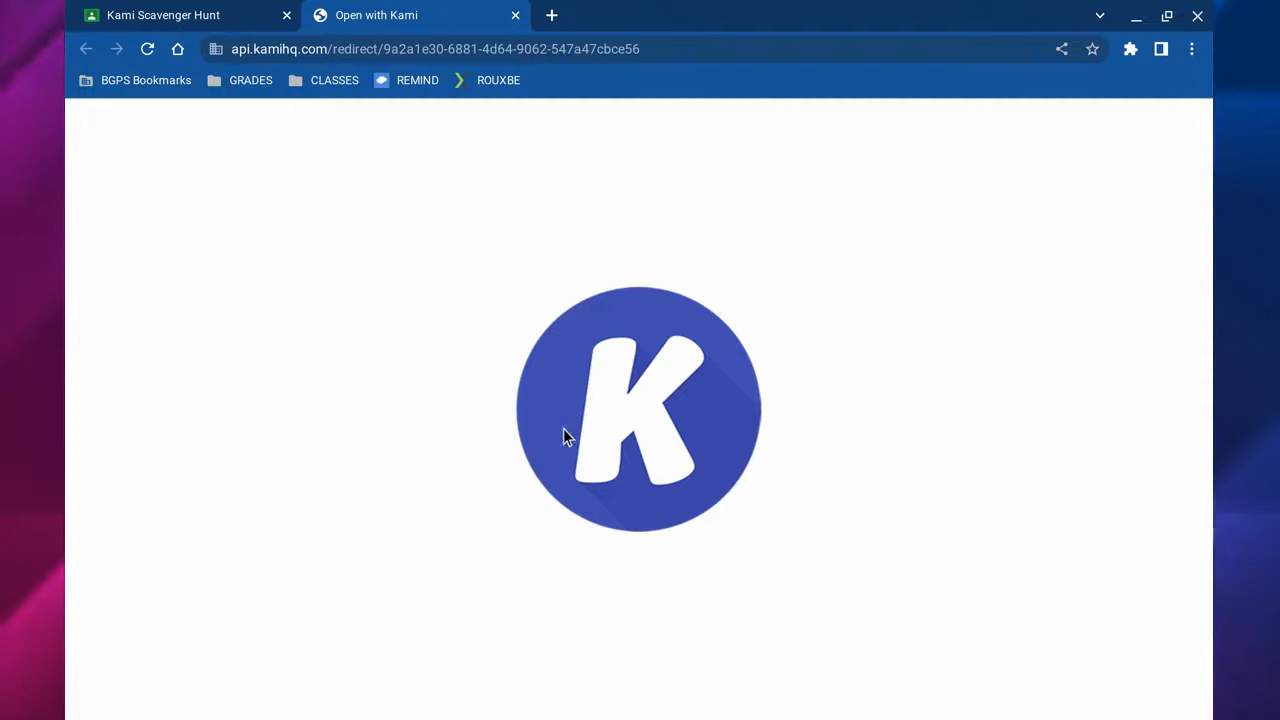 Kami Scavenger Hunt
Open with Kami
api.kamihq.com/redirect/9a2a1e30-6881-4d64-9062-547a47cbce56
BGPS Bookmarks GRADES CLASSES REMIND ROUXBE
K